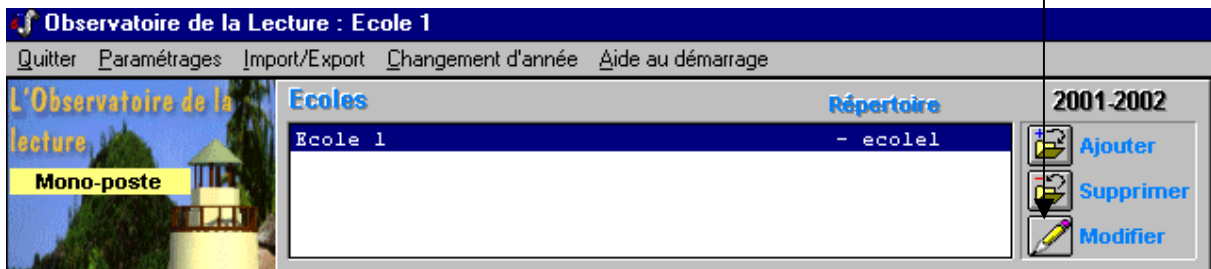 Observatoire de la Lecture : Ecole 1
Quitter Paramétrages Import/Export Changement d'année Aide au démarrage
L'Observatoire de la
lecture
Mono-poste
Ecoles Répertoire
Ecole 1 - ecole1
2001-2002
Ajouter
Supprimer
Modifier